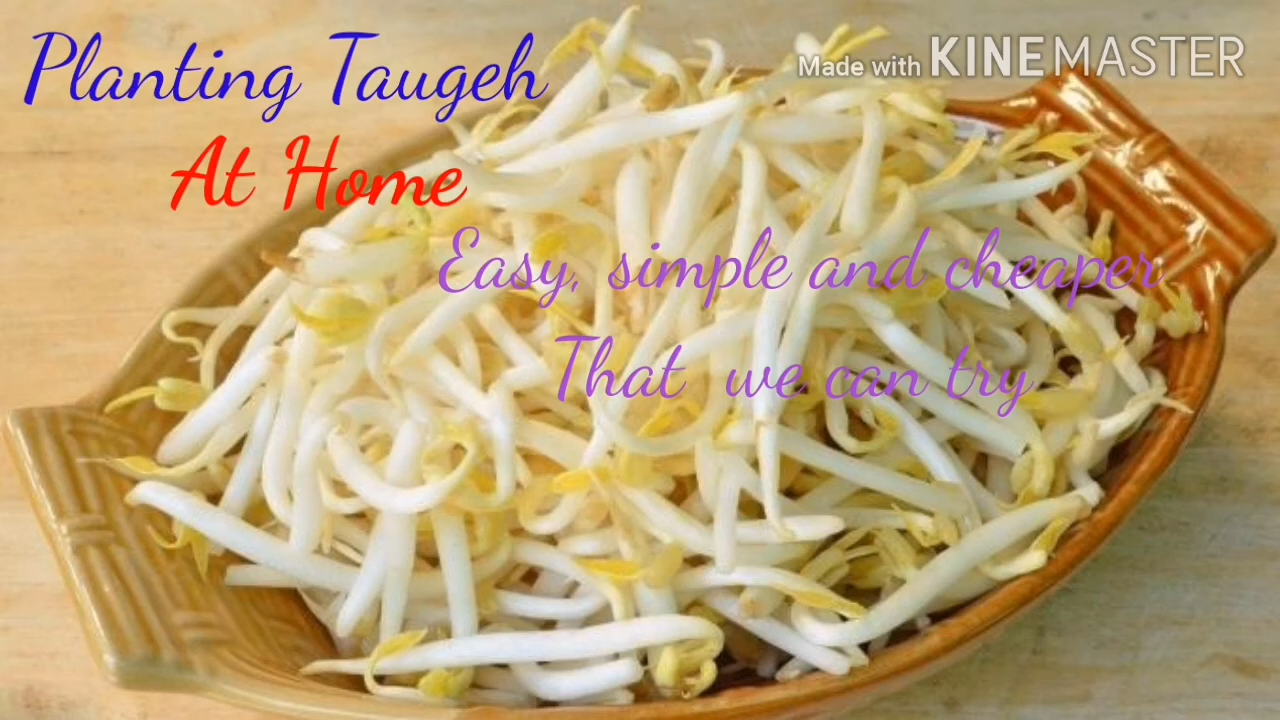 Planting Taugeh
Made with KINEMASTER
At Home
Easy, simple and cheaper
That we can try